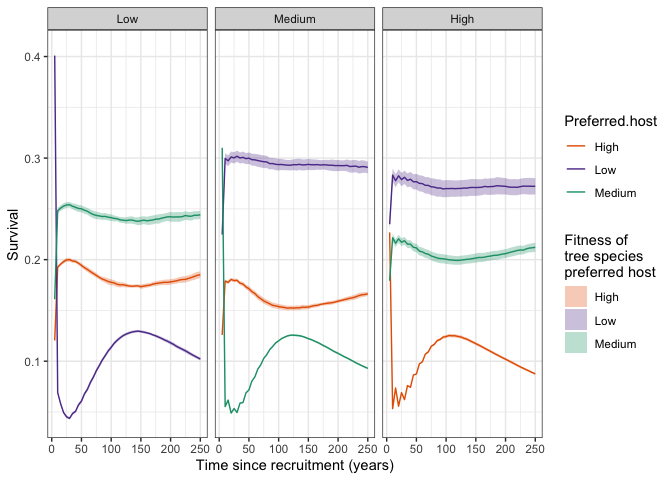 Low Medium High
Survival
0.4
0.3
0.2
0.1
0 50 100 150 200 250 0 50 100 150 200 250 0 50 100 150 200 250
Time since recruitment (years)
Preferred.host
High
Low
Medium
Fitness of
tree species
preferred host
High
Low
Medium